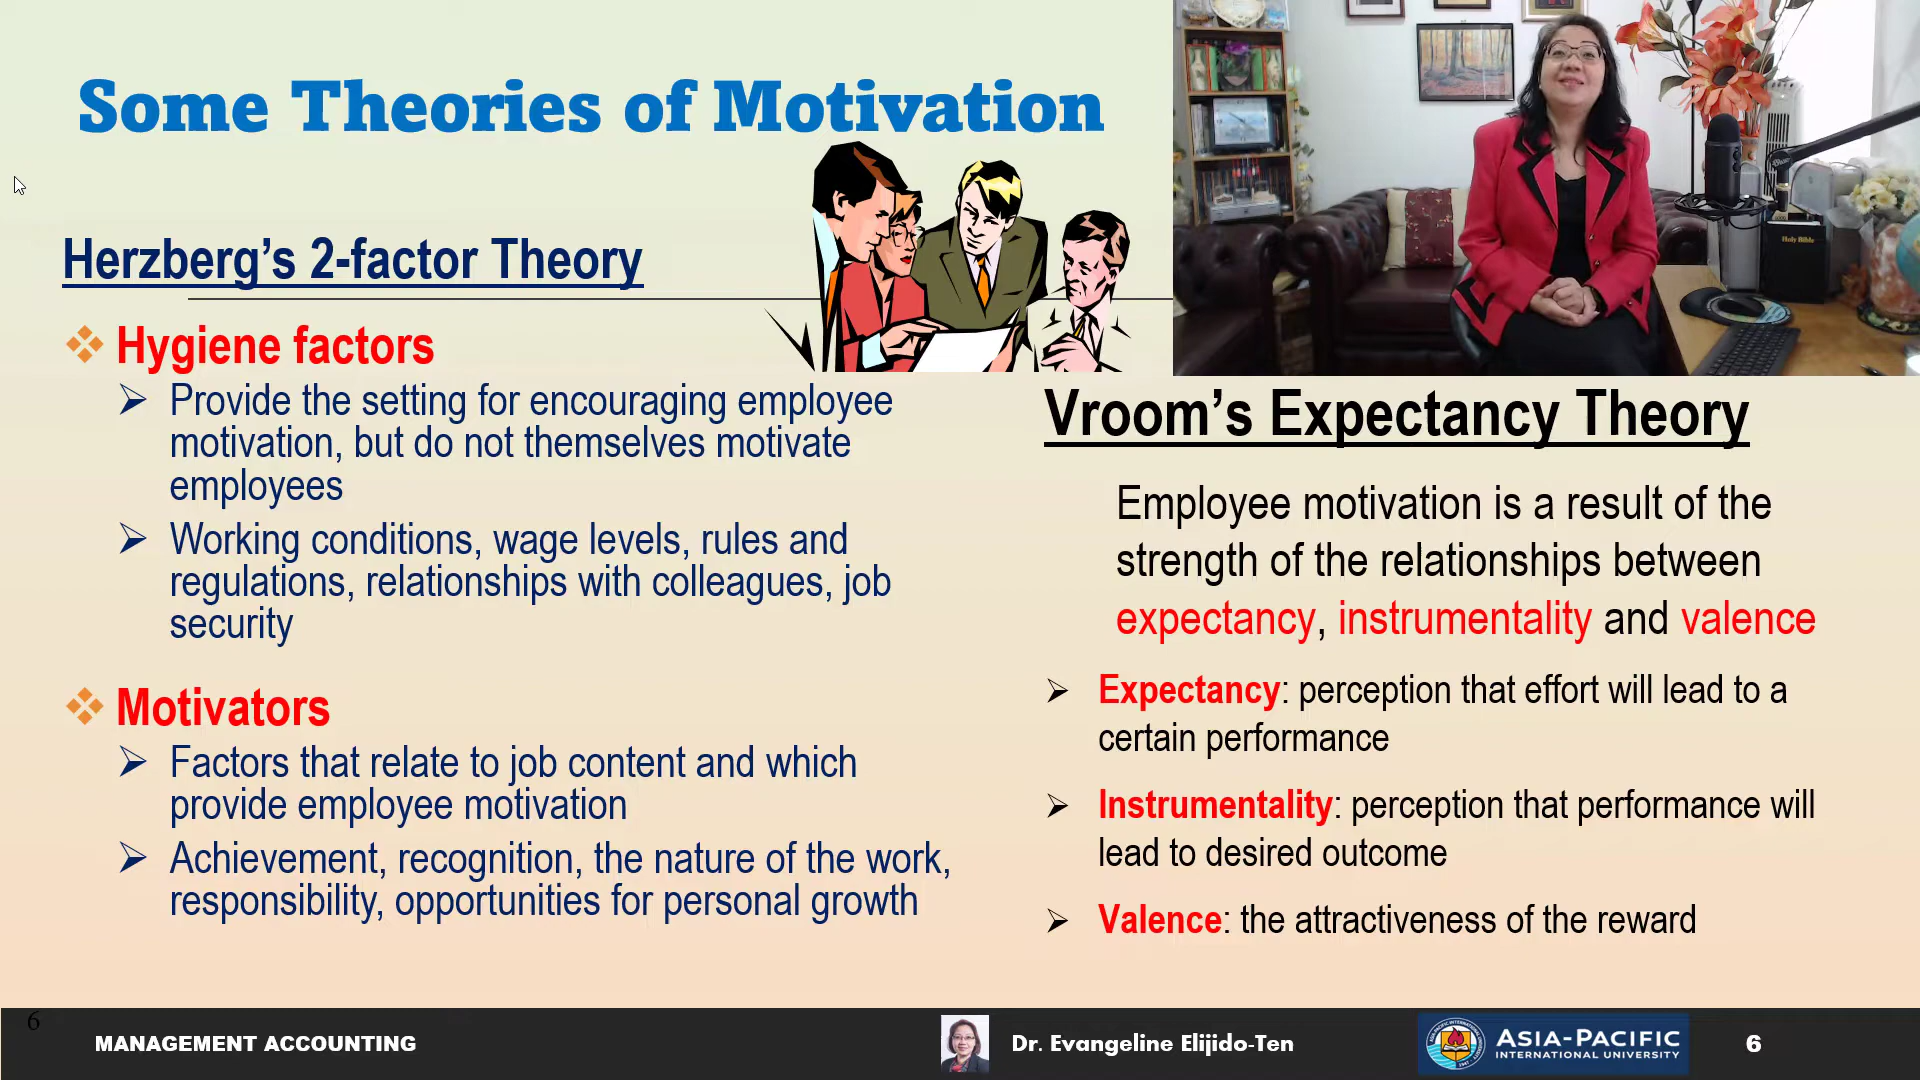 Some Theories of Motivation
Herzberg's 2-factor Theory
Hygiene factors
Provide the setting for encouraging employee
motivation, but do not themselves motivate
employees
Working conditions, wage levels, rules and
regulations, relationships with colleagues, job
security
Motivators
Factors that relate to job content and which
provide employee motivation
Achievement, recognition, the nature of the work,
responsibility, opportunities for personal growth
Holy Bible
Vroom's Expectancy Theory
Employee motivation is a result of the
strength of the relationships between
expectancy, instrumentality and valence
Expectancy: perception that effort will lead to a
certain performance
Instrumentality: perception that performance will
lead to desired outcome
Valence: the attractiveness of the reward
6
MANAGEMENT ACCOUNTING
Dr. Evangeline Elijido-Ten
ASIA-PACIFIC
INTERNATIONAL UNIVERSITY
6